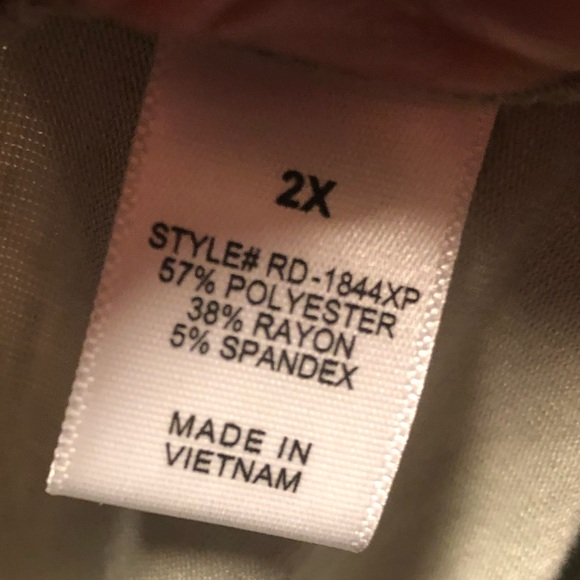 2X
STYLE# RD-1844XP
57% POLYESTER
38% RAYON
5% SPANDEX
MADE IN
VIETNAM